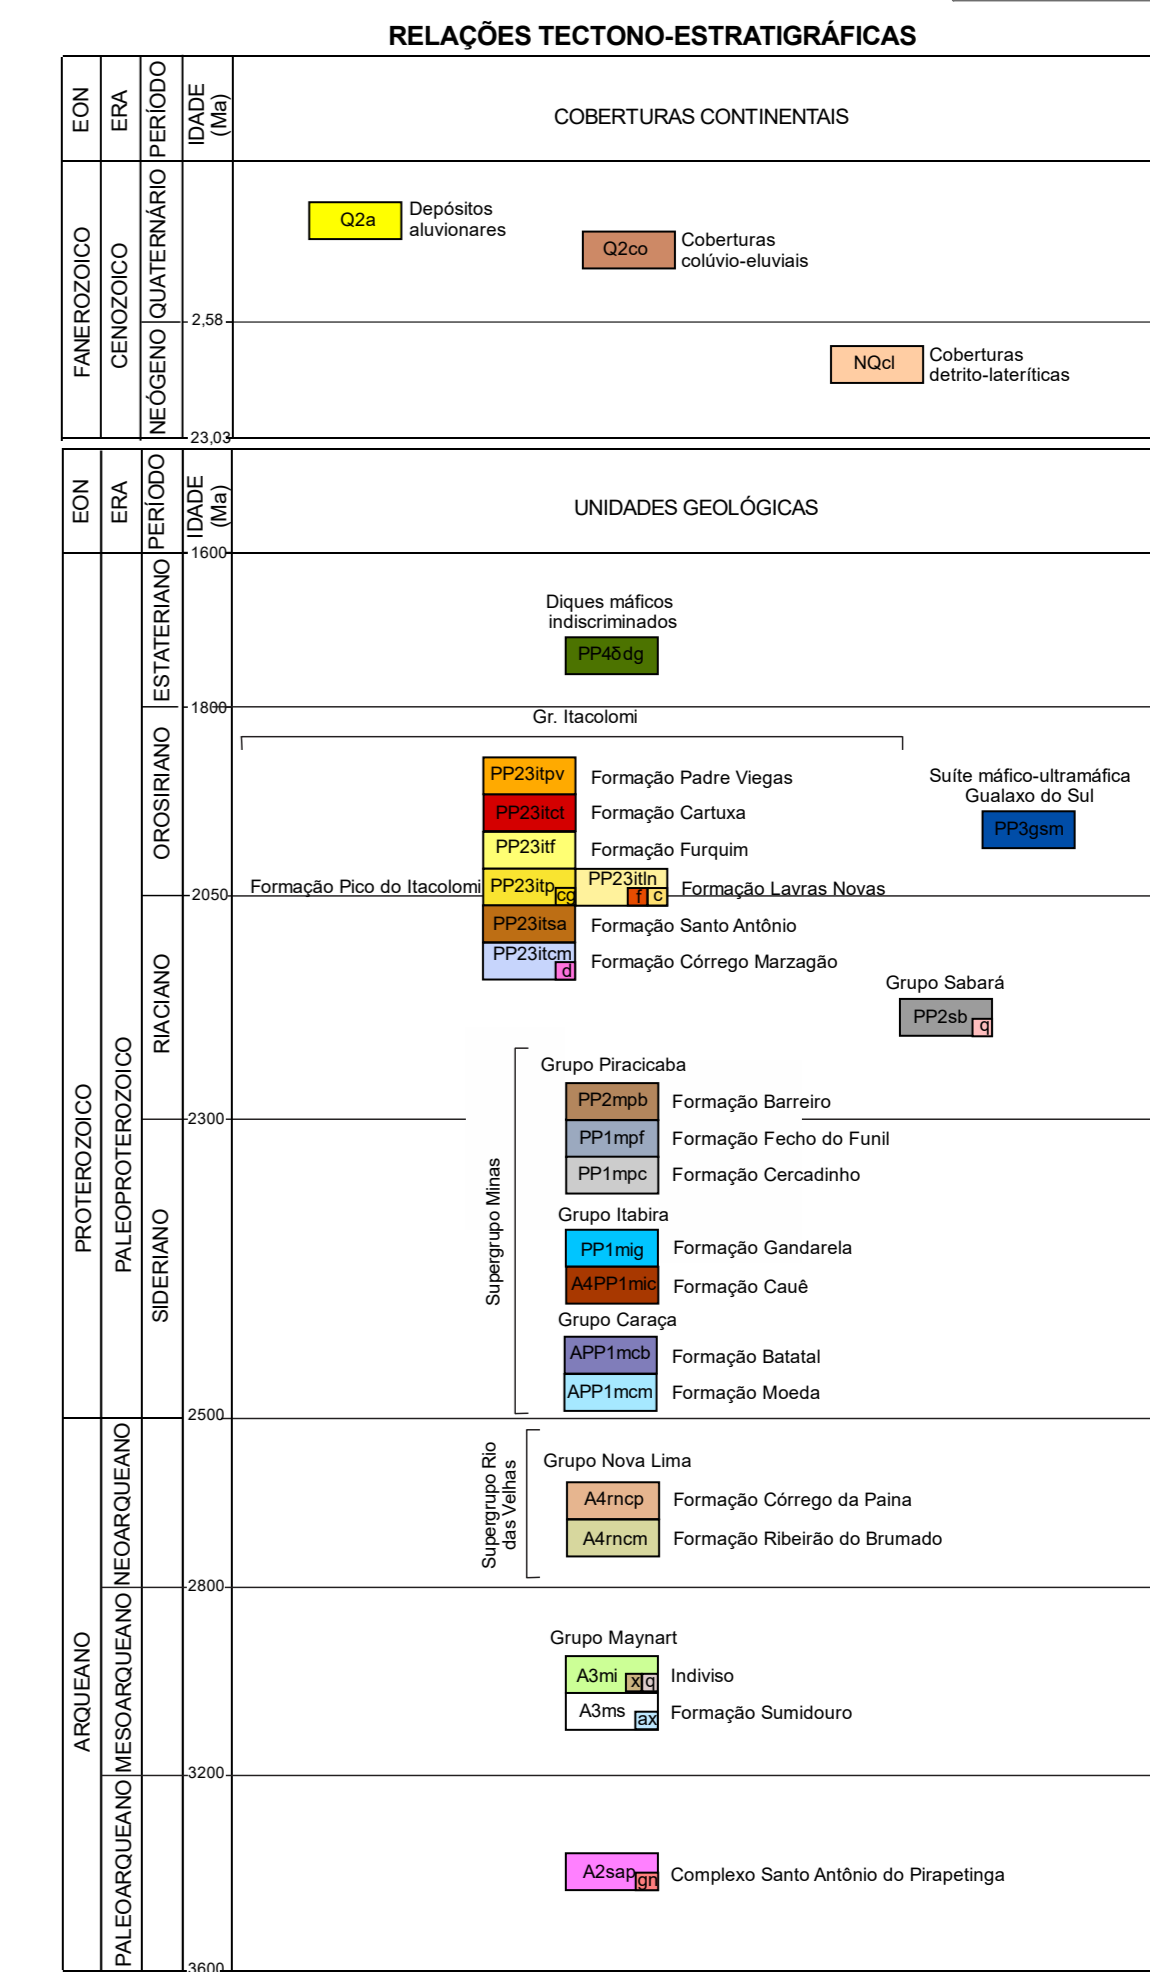 RELAÇÕES TECTONO-ESTRATIGRÁFICAS
EON
ERA
PERÍODO
IDADE
(Ma)
COBERTURAS CONTINENTAIS
FANEROZOICO
CENOZOICO
QUATERNÁRIO
Q2a
Depósitos
aluvionares
Q2co
Coberturas
colúvio-eluviais
2,58
NEÓGENO
NQcl
Coberturas
detrito-lateríticas
23,03
EON
ERA
PERÍODO
IDADE
(Ma)
UNIDADES GEOLÓGICAS
1600
PROTEROZOICO
PALEOPROTEROZOICO
ESTATERIANO
Diques máficos
indiscriminados
PP4δdg
1800
OROSIRIANO
Gr. Itacolomi
PP23itpv
Formação Padre Viegas
PP23itct
Formação Cartuxa
PP23itf
Formação Furquim
Suíte máfico-ultramáfica
Gualaxo do Sul
PP3gsm
2050
Formação Pico do Itacolomi
PP23itp
cg
PP23itln
f
c
Formação Lavras Novas
RIACIANO
PP23itsa
Formação Santo Antônio
PP23itcm
d
Formação Córrego Marzagão
Grupo Sabará
PP2sb
q
Supergrupo Minas
Grupo Piracicaba
PP2mpb
Formação Barreiro
2300
SIDERIANO
PP1mpf
Formação Fecho do Funil
PP1mpc
Formação Cercadinho
Grupo Itabira
PP1mig
Formação Gandarela
A4PP1mic
Formação Cauê
Grupo Caraça
APP1mcb
Formação Batatal
APP1mcm
Formação Moeda
2500
ARQUEANO
NEOARQUEANO
Supergrupo Rio
das Velhas
Grupo Nova Lima
A4rncp
Formação Córrego da Paina
A4rncm
Formação Ribeirão do Brumado
2800
MESOARQUEANO
Grupo Maynart
A3mi
x
q
Indiviso
A3ms
ax
Formação Sumidouro
3200
PALEOARQUEANO
A2sap
gn
Complexo Santo Antônio do Pirapetinga
3600